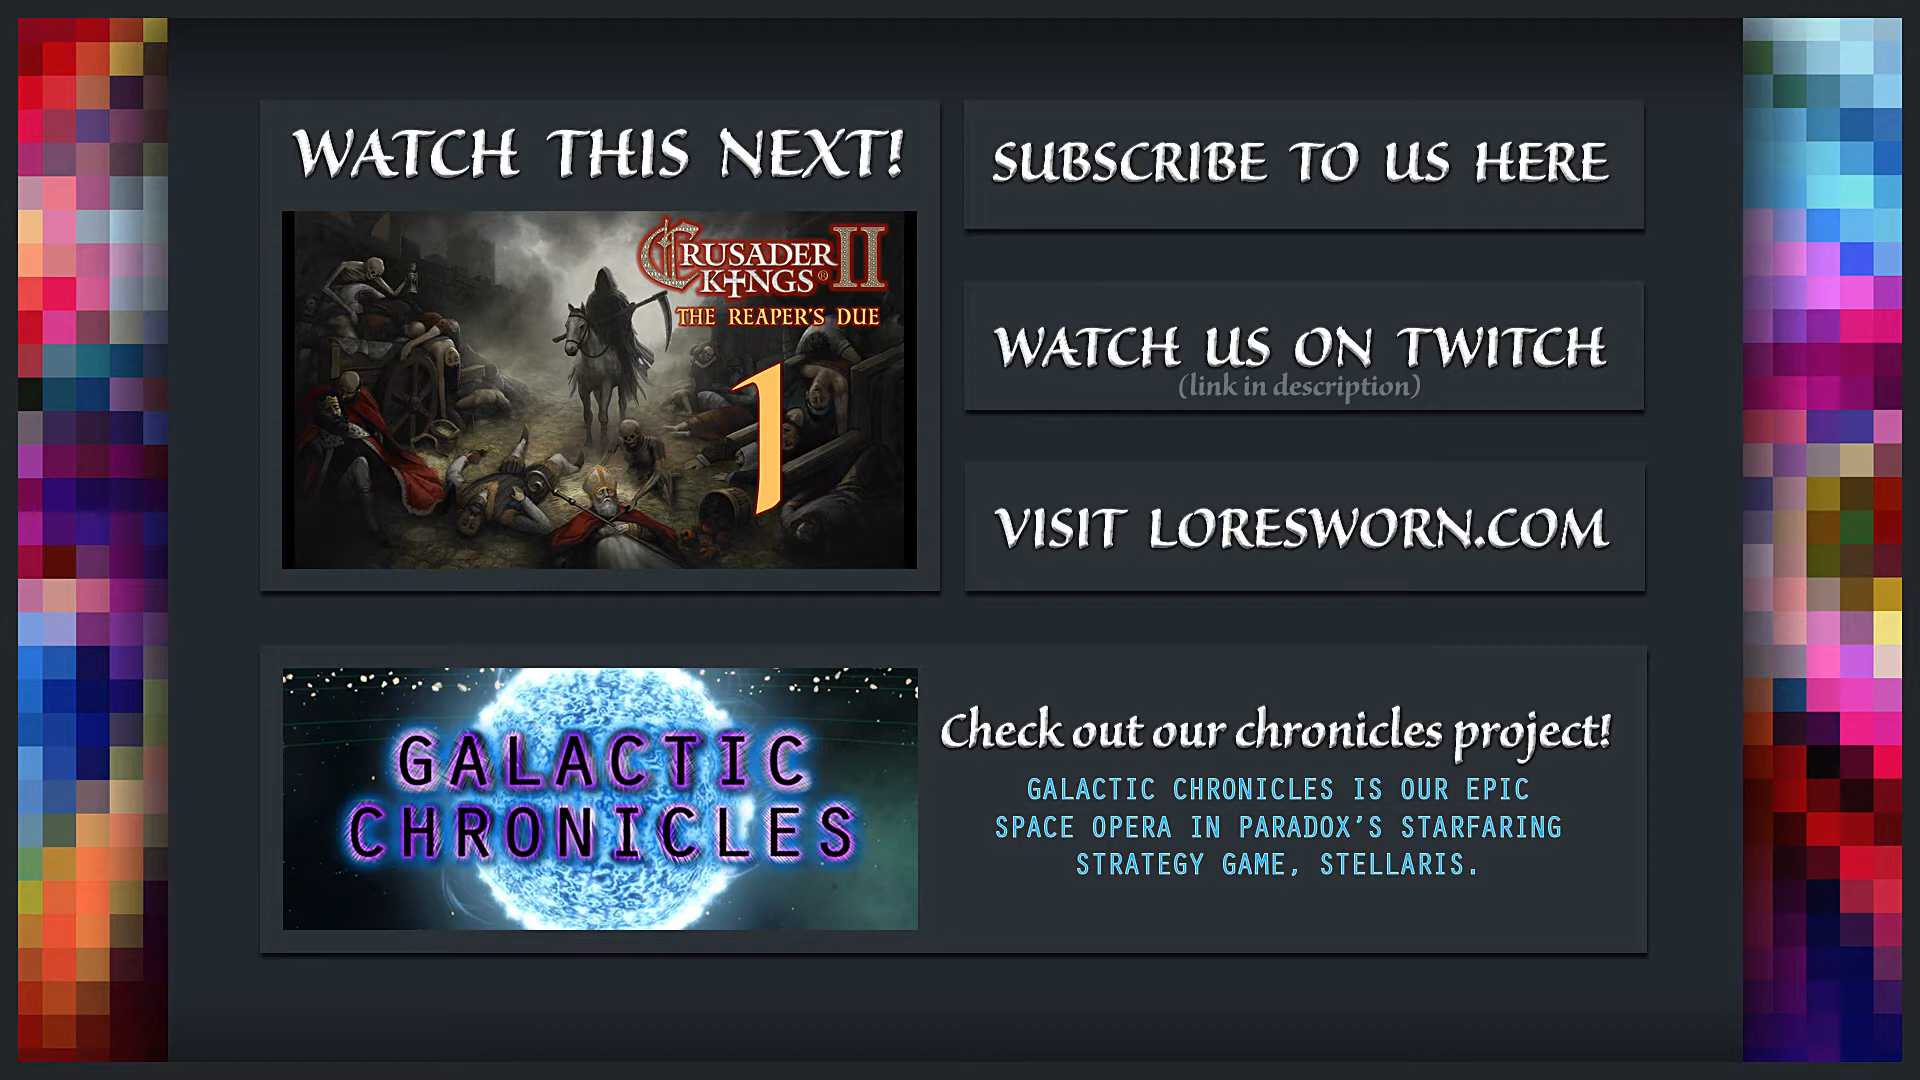 WATCH THIS NEXT!
CRUSADER
KINGS® II
THE REAPER'S DUE
1
SUBSCRIBE TO US HERE
WATCH US ON TWITCH
(link in description)
VISIT LORESWORN.COM
GALACTIC
CHRONICLES
Check out our chronicles project!
GALACTIC CHRONICLES IS OUR EPIC
SPACE OPERA IN PARADOX'S STARFARING
STRATEGY GAME, STELLARIS.